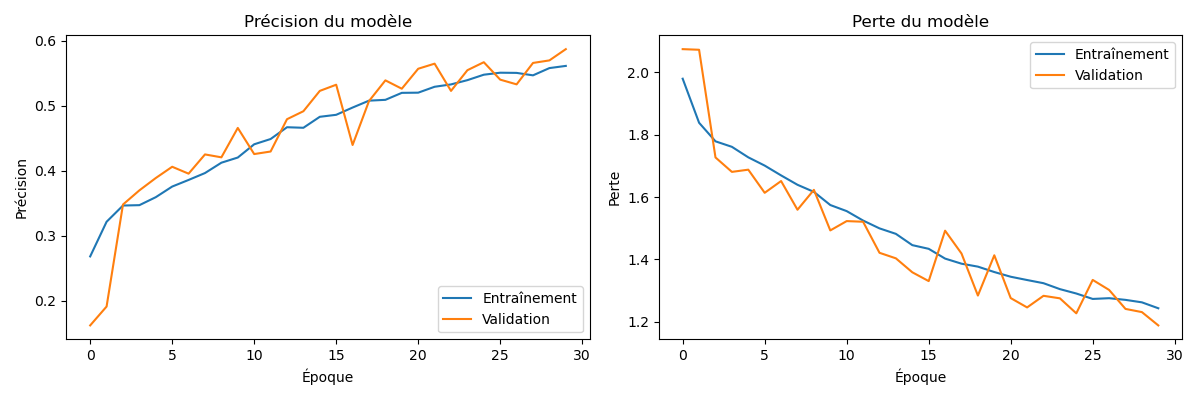 Précision du modèle
Précision
0.6
0.5
0.4
0.3
0.2
Entraînement
Validation
0 5 10 15 20 25 30
Époque
Perte du modèle
Perte
2.0
1.8
1.6
1.4
1.2
Entraînement
Validation
0 5 10 15 20 25 30
Époque